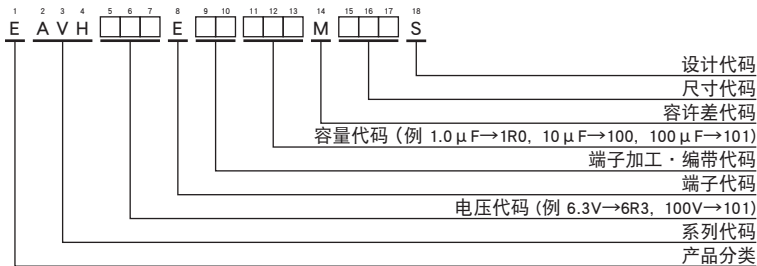 1 2 3 4 5 6 7 8 9 10 11 12 13 14 15 16 17 18
E A V H □□□ E □□ □□□ M □□□ S
设计代码
尺寸代码
容许差代码
容量代码（例 1.0μF→1R0, 10μF→100, 100μF→101)
端子加工・编带代码
端子代码
电压代码 (例 6.3V→6R3, 100V→101)
系列代码
产品分类